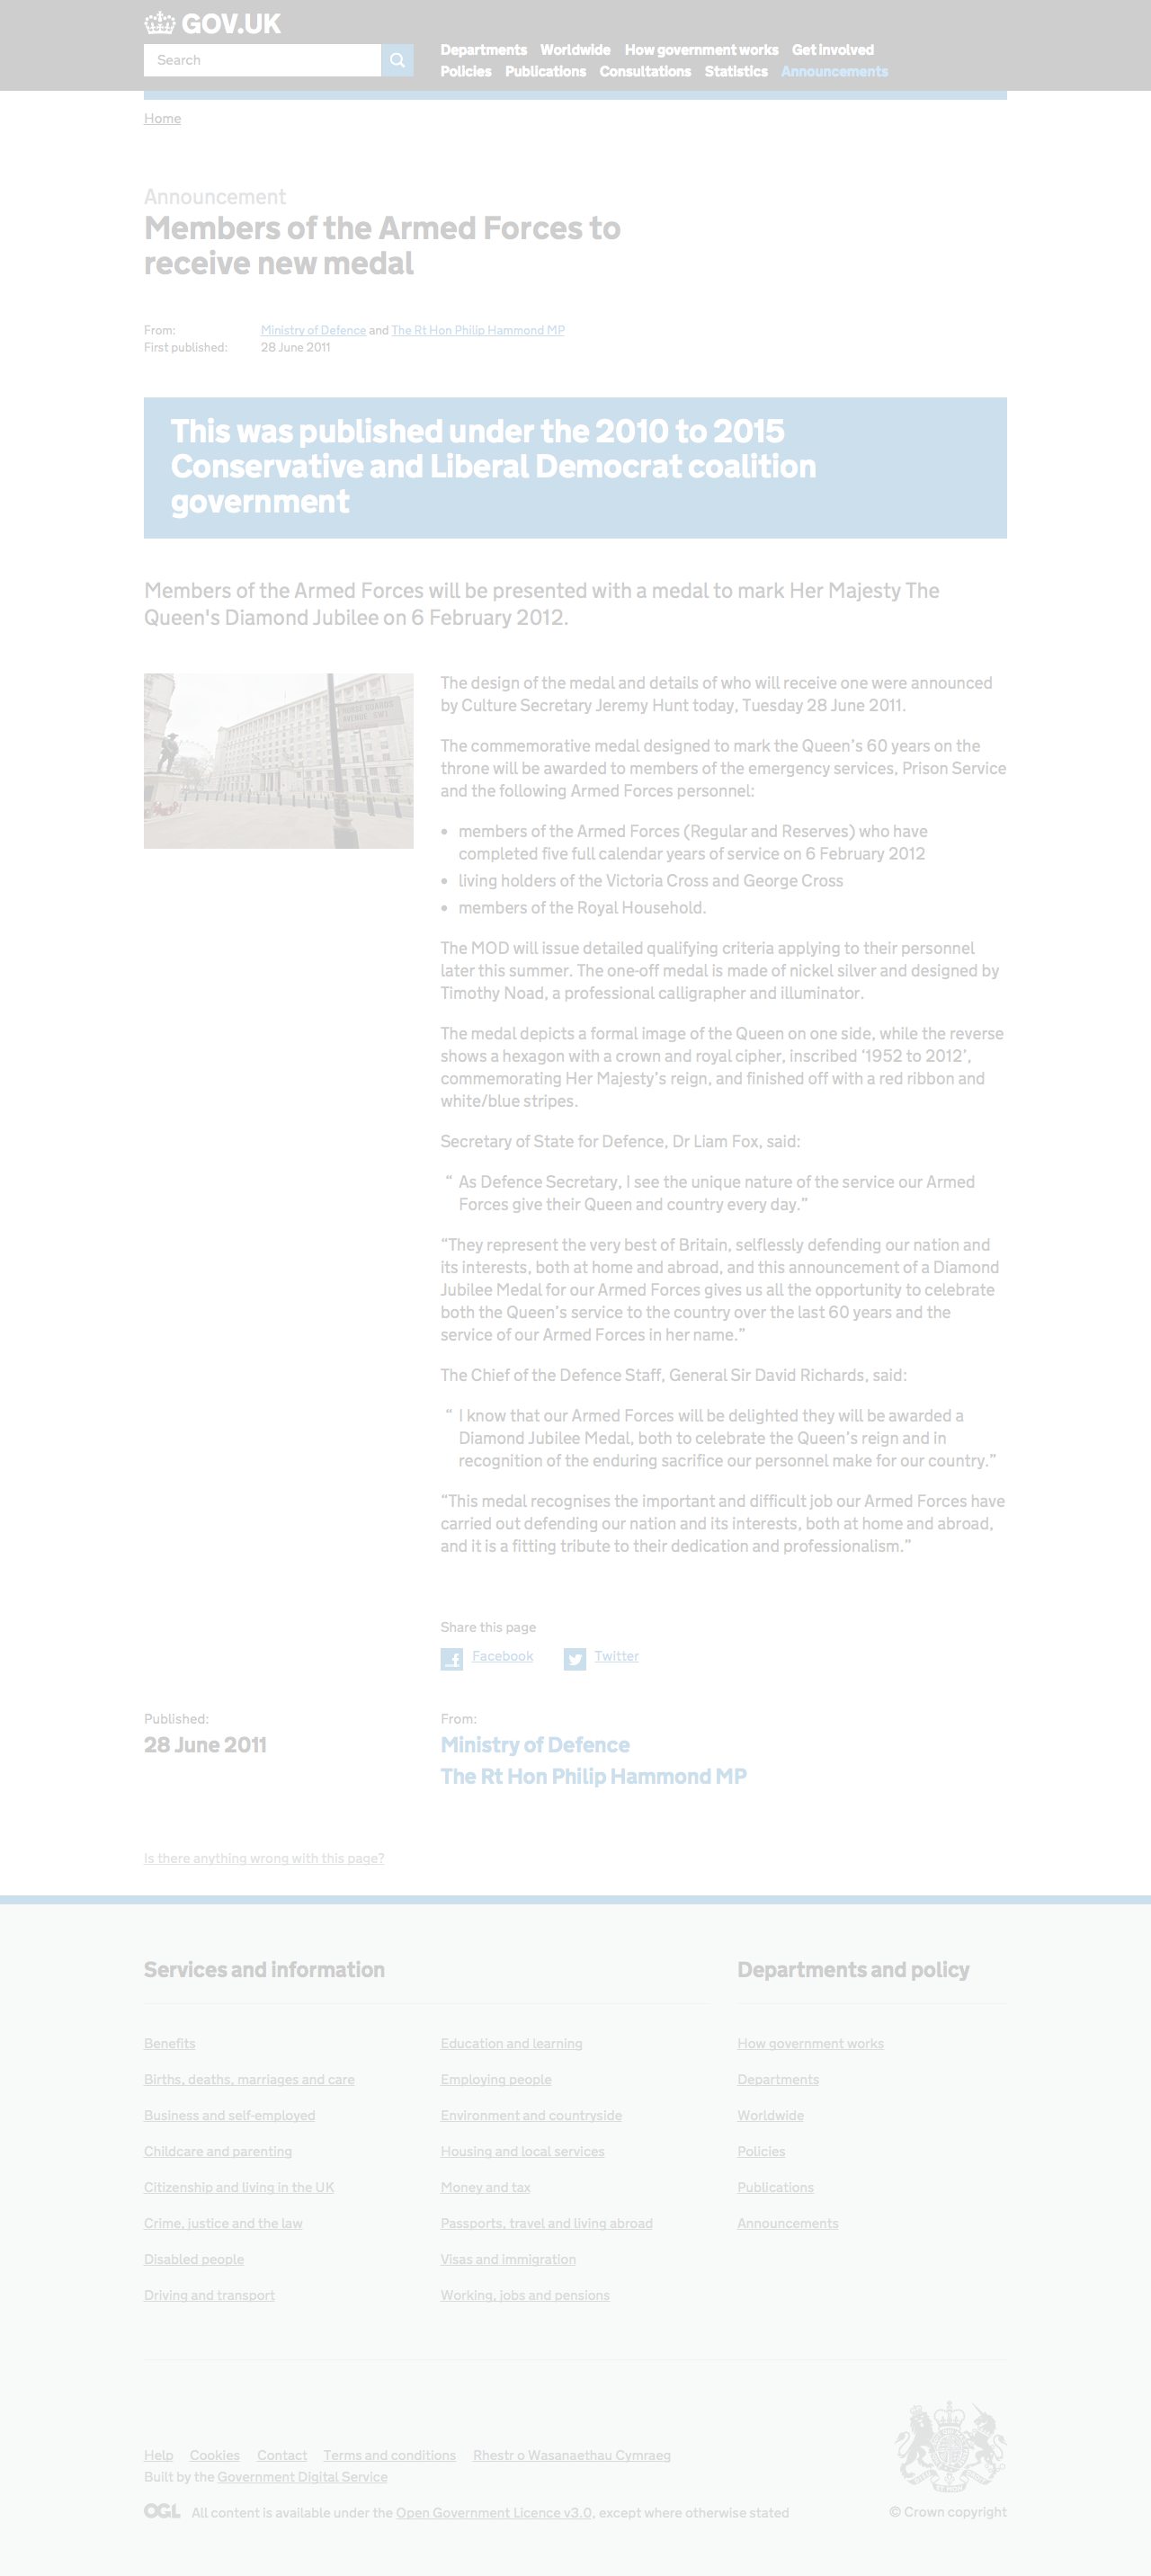 GOV.UK
Search
Departments Worldwide How government works Get involved
Policies Publications Consultations Statistics Announcements
Home
Announcement
Members of the Armed Forces to
receive new medal
From: Ministry of Defence and The Rt Hon Philip Hammond MP
First published: 28 June 2011
This was published under the 2010 to 2015
Conservative and Liberal Democrat coalition
government
Members of the Armed Forces will be presented with a medal to mark Her Majesty The
Queen's Diamond Jubilee on 6 February 2012.
HORSE GUARDS
AVENUE SW1
The design of the medal and details of who will receive one were announced
by Culture Secretary Jeremy Hunt today, Tuesday 28 June 2011.
The commemorative medal designed to mark the Queen’s 60 years on the
throne will be awarded to members of the emergency services, Prison Service
and the following Armed Forces personnel:
• members of the Armed Forces (Regular and Reserves) who have
completed five full calendar years of service on 6 February 2012
• living holders of the Victoria Cross and George Cross
• members of the Royal Household.
The MOD will issue detailed qualifying criteria applying to their personnel
later this summer. The one-off medal is made of nickel silver and designed by
Timothy Noad, a professional calligrapher and illuminator.
The medal depicts a formal image of the Queen on one side, while the reverse
shows a hexagon with a crown and royal cipher, inscribed ‘1952 to 2012’,
commemorating Her Majesty’s reign, and finished off with a red ribbon and
white/blue stripes.
Secretary of State for Defence, Dr Liam Fox, said:
“ As Defence Secretary, I see the unique nature of the service our Armed
Forces give their Queen and country every day.”
“They represent the very best of Britain, selflessly defending our nation and
its interests, both at home and abroad, and this announcement of a Diamond
Jubilee Medal for our Armed Forces gives us all the opportunity to celebrate
both the Queen’s service to the country over the last 60 years and the
service of our Armed Forces in her name.”
The Chief of the Defence Staff, General Sir David Richards, said:
“ I know that our Armed Forces will be delighted they will be awarded a
Diamond Jubilee Medal, both to celebrate the Queen’s reign and in
recognition of the enduring sacrifice our personnel make for our country.”
“This medal recognises the important and difficult job our Armed Forces have
carried out defending our nation and its interests, both at home and abroad,
and it is a fitting tribute to their dedication and professionalism.”
Share this page
Facebook Twitter
Published:
28 June 2011
From:
Ministry of Defence
The Rt Hon Philip Hammond MP
Is there anything wrong with this page?
Services and information
Benefits
Births, deaths, marriages and care
Business and self-employed
Childcare and parenting
Citizenship and living in the UK
Crime, justice and the law
Disabled people
Driving and transport
Education and learning
Employing people
Environment and countryside
Housing and local services
Money and tax
Passports, travel and living abroad
Visas and immigration
Working, jobs and pensions
Departments and policy
How government works
Departments
Worldwide
Policies
Publications
Announcements
Help Cookies Contact Terms and conditions Rhestr o Wasanaethau Cymraeg
Built by the Government Digital Service
OGL All content is available under the Open Government Licence v3.0, except where otherwise stated
© Crown copyright